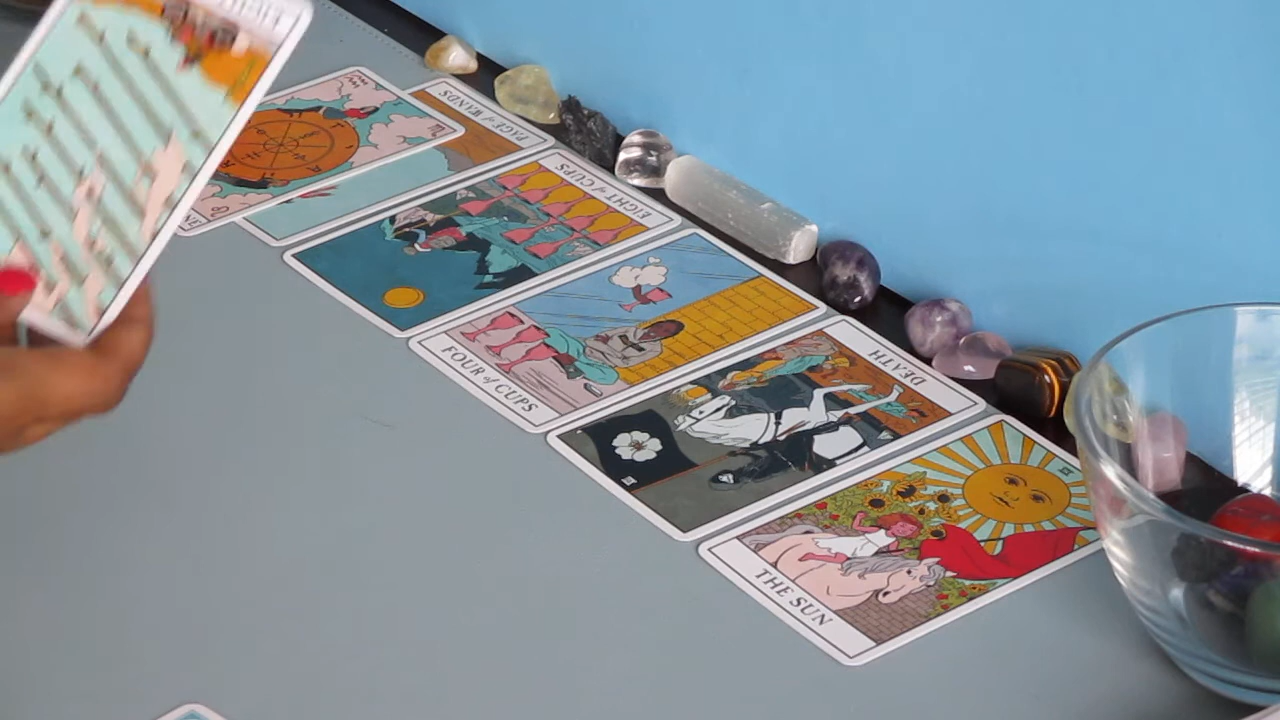 PAGE of WANDS
EIGHT of CUPS
FOUR of CUPS
DEATH
THE SUN